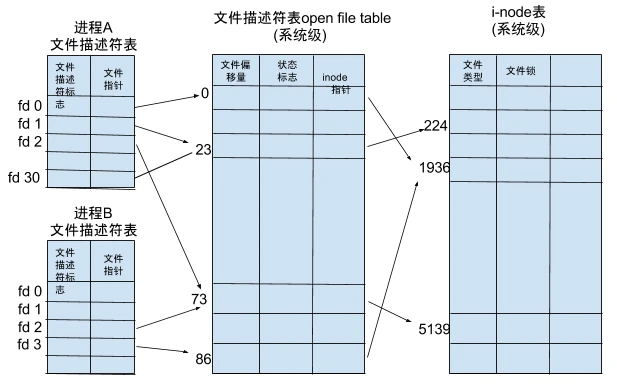 进程A
文件描述符表
文件
描述
符标
志
文件
指针
fd 0
fd 1
fd 2
fd 30
进程B
文件描述符表
文件
描述
符标
志
文件
指针
fd 0
fd 1
fd 2
fd 3
文件描述符表open file table
(系统级)
文件偏
移量
状态
标志
inode
指针
0
23
73
86
i-node表
(系统级)
文件
类型
文件锁
224
1936
5139